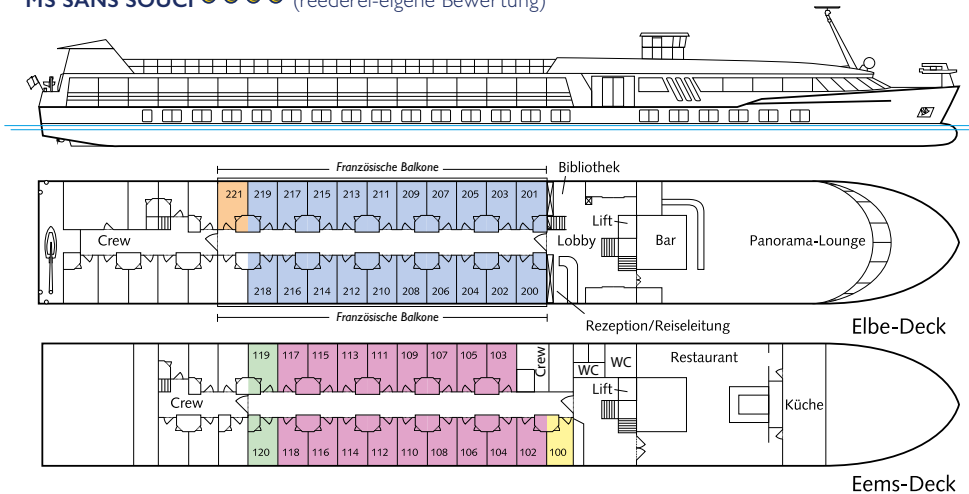 MS SANS SOUCI (reederei-eigene Bewertung)
Französische Balkone
Bibliothek
221 219 217 215 213 211 209 207 205 203 201
Crew
Lobby
Lift
Bar
Panorama-Lounge
218 216 214 212 210 208 206 204 202 200
Französische Balkone
Rezeption/Reiseleitung
Elbe-Deck
119 117 115 113 111 109 107 105 103
Crew
WC
WC
Restaurant
Crew
Lift
Küche
120 118 116 114 112 110 108 106 104 102 100
Eems-Deck